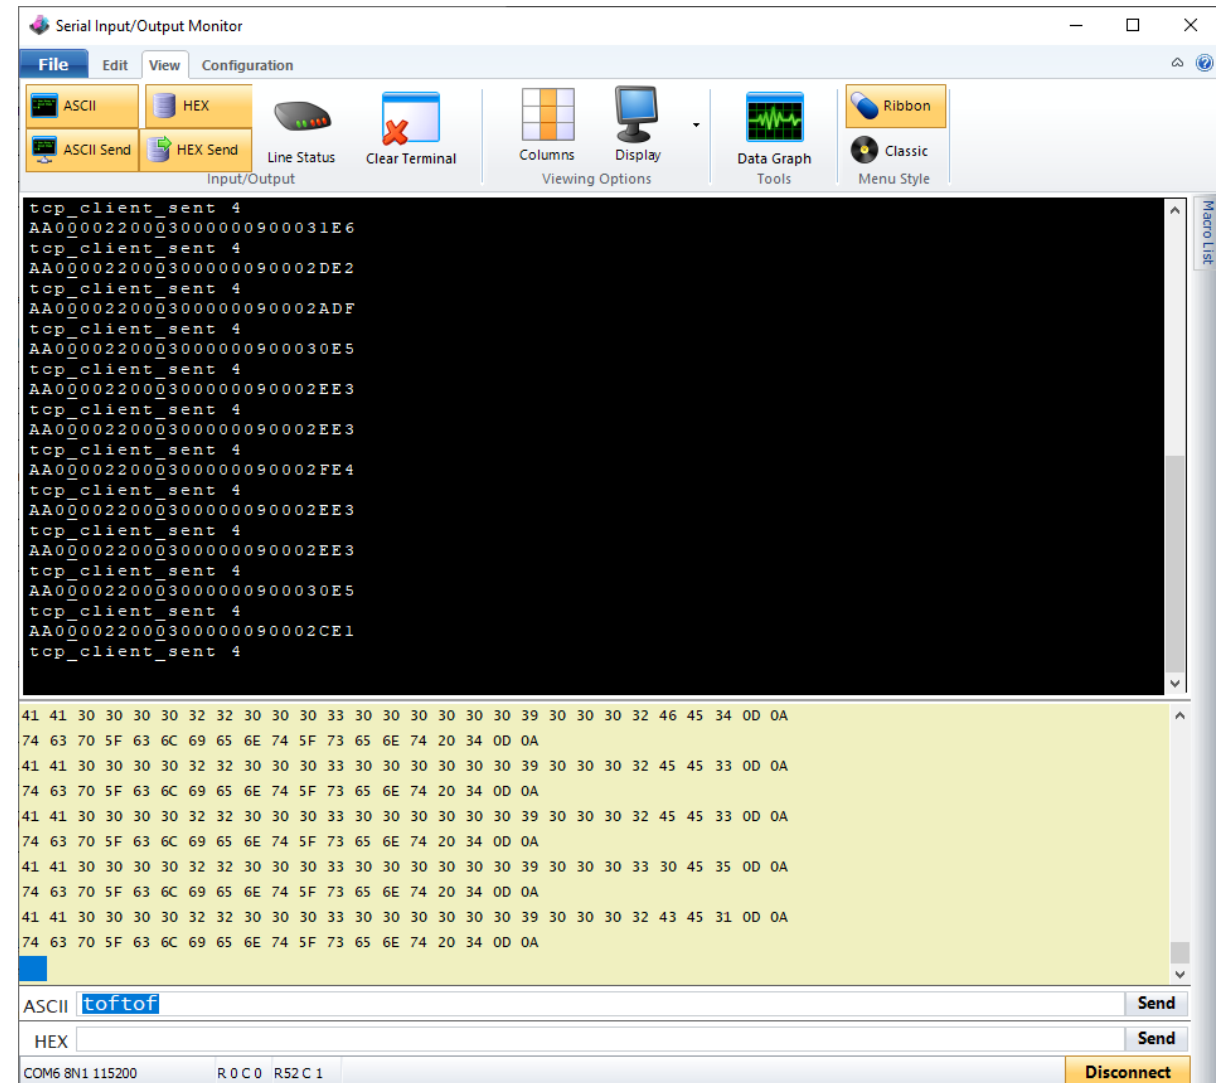 Serial Input/Output Monitor
File Edit View Configuration
ASCII HEX Ribbon
ASCII Send HEX Send Line Status Clear Terminal Columns Display Data Graph Classic
Input/Output Viewing Options Tools Menu Style
Macro List
tcp_client_sent 4
AA00002200030000000900031E6
tcp_client_sent 4
AA0000220003000000090002DE2
tcp_client_sent 4
AA0000220003000000090002ADF
tcp_client_sent 4
AA00002200030000000900030E5
tcp_client_sent 4
AA0000220003000000090002EE3
tcp_client_sent 4
AA0000220003000000090002EE3
tcp_client_sent 4
AA0000220003000000090002FE4
tcp_client_sent 4
AA0000220003000000090002EE3
tcp_client_sent 4
AA0000220003000000090002EE3
tcp_client_sent 4
AA00002200030000000900030E5
tcp_client_sent 4
AA0000220003000000090002CE1
tcp_client_sent 4
41 41 30 30 30 30 32 32 30 30 30 33 30 30 30 30 30 30 39 30 30 30 32 46 45 34 0D 0A
74 63 70 5F 63 6C 69 65 6E 74 5F 73 65 6E 74 20 34 0D 0A
41 41 30 30 30 30 32 32 30 30 30 33 30 30 30 30 30 30 39 30 30 30 32 45 45 33 0D 0A
74 63 70 5F 63 6C 69 65 6E 74 5F 73 65 6E 74 20 34 0D 0A
41 41 30 30 30 30 32 32 30 30 30 33 30 30 30 30 30 30 39 30 30 30 32 45 45 33 0D 0A
74 63 70 5F 63 6C 69 65 6E 74 5F 73 65 6E 74 20 34 0D 0A
41 41 30 30 30 30 32 32 30 30 30 33 30 30 30 30 30 30 39 30 30 30 33 30 45 35 0D 0A
74 63 70 5F 63 6C 69 65 6E 74 5F 73 65 6E 74 20 34 0D 0A
41 41 30 30 30 30 32 32 30 30 30 33 30 30 30 30 30 30 39 30 30 30 32 43 45 31 0D 0A
74 63 70 5F 63 6C 69 65 6E 74 5F 73 65 6E 74 20 34 0D 0A
ASCII toftof Send
HEX Send
COM6 8N1 115200 R 0 C 0 R52 C 1 Disconnect